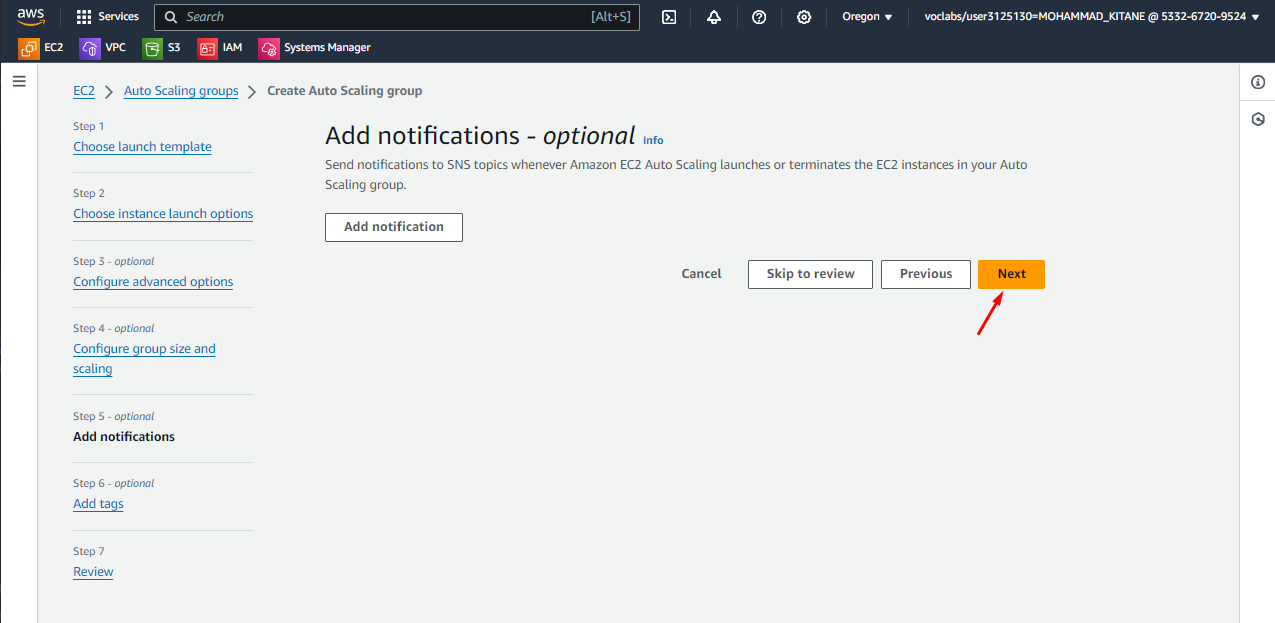 aws Services Search [Alt+S] Oregon voclabs/user3125130=MOHAMMAD_KITANE @ 5332-6720-9524
EC2 VPC S3 IAM Systems Manager
EC2 Auto Scaling groups Create Auto Scaling group
Step 1
Choose launch template
Step 2
Choose instance launch options
Step 3 - optional
Configure advanced options
Step 4 - optional
Configure group size and
scaling
Step 5 - optional
Add notifications
Step 6 - optional
Add tags
Step 7
Review
Add notifications - optional Info
Send notifications to SNS topics whenever Amazon EC2 Auto Scaling launches or terminates the EC2 instances in your Auto
Scaling group.
Add notification
Cancel Skip to review Previous Next